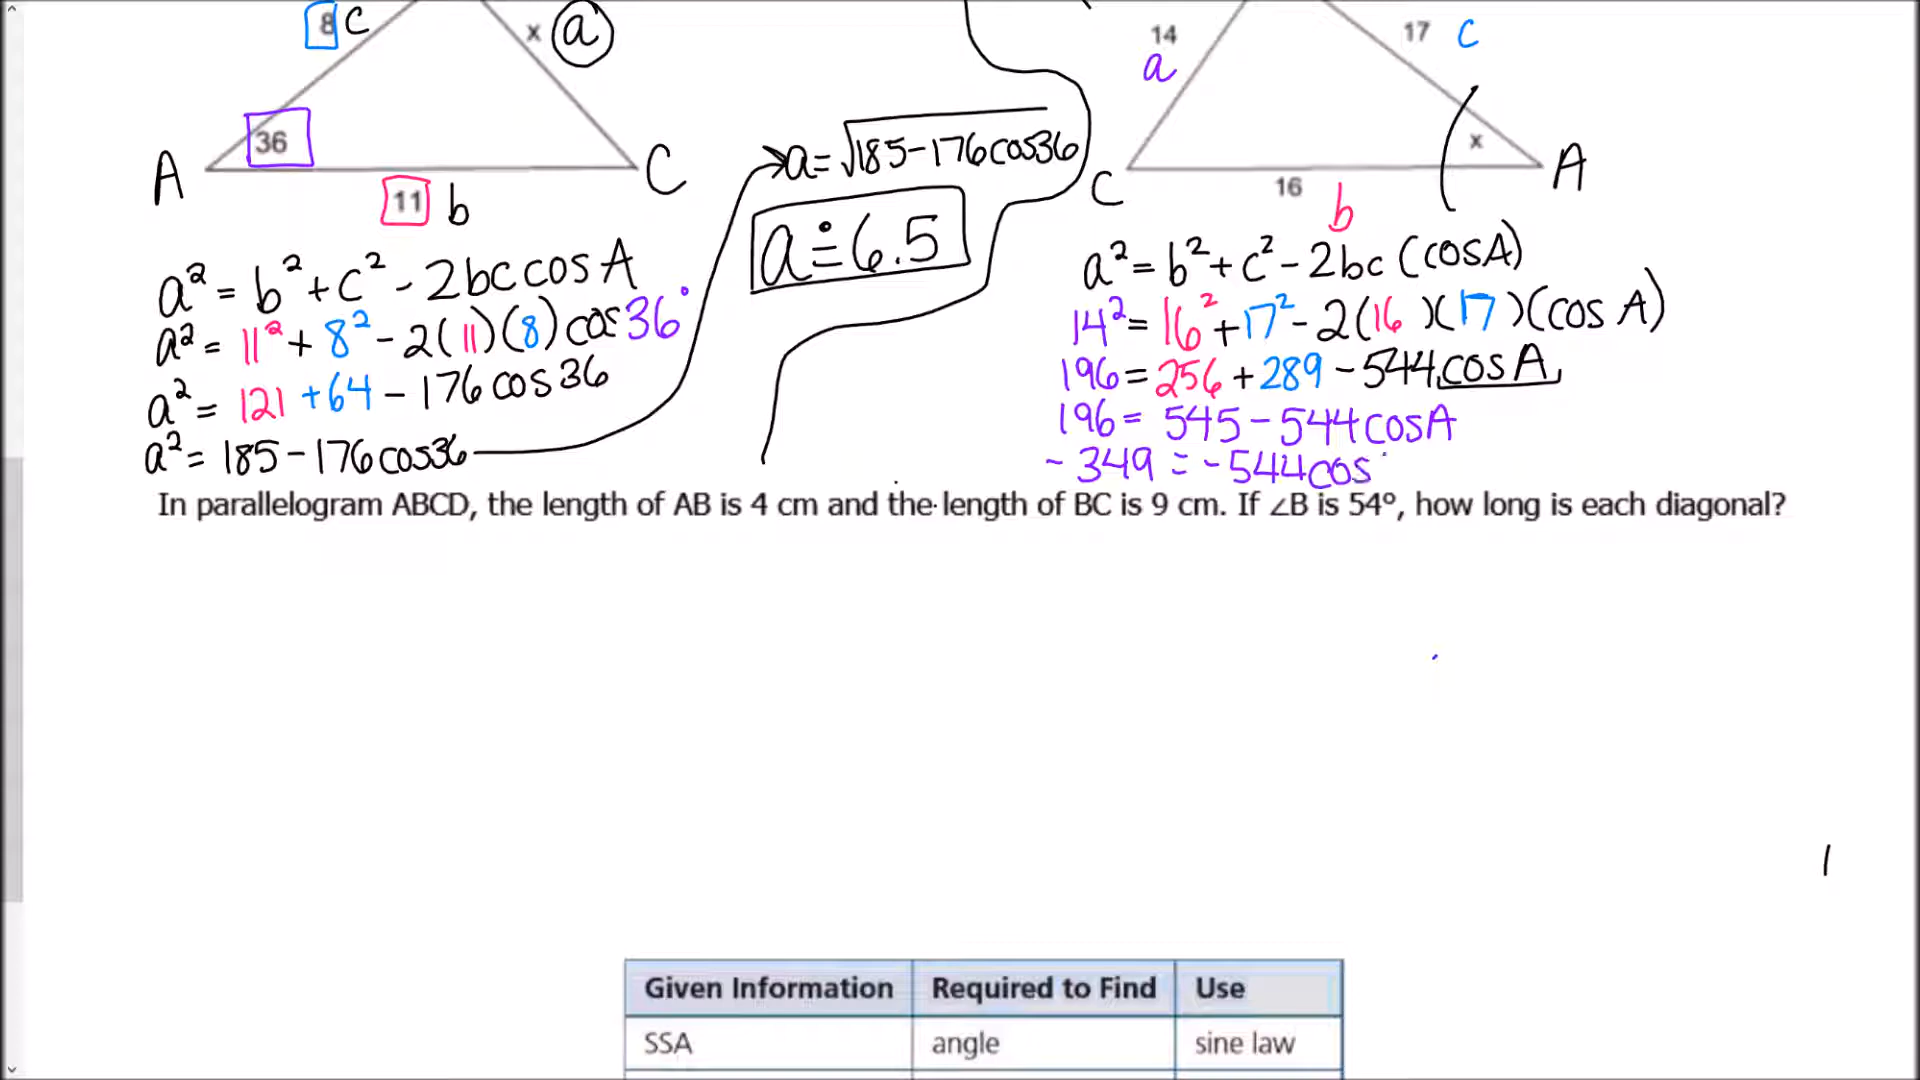 8 c
x a
36
A
C
11 b
a² = b² + c² - 2bc cos A
a² = 11² + 8² - 2(11)(8) cos 36°
a² = 121 + 64 - 176 cos 36
a² = 185 - 176 cos 36
a = √185 - 176 cos 36
a ≐ 6.5
14
a
17 c
x
C
A
16
b
a² = b² + c² - 2bc (cos A)
14² = 16² + 17² - 2(16)(17)(cos A)
196 = 256 + 289 - 544 cos A
196 = 545 - 544 cos A
-349 = -544 cos
In parallelogram ABCD, the length of AB is 4 cm and the length of BC is 9 cm. If ∠B is 54°, how long is each diagonal?
Given Information Required to Find Use
SSA angle sine law